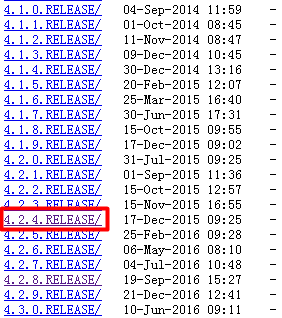 4.1.0.RELEASE/ 04-Sep-2014 11:59 -
4.1.1.RELEASE/ 01-Oct-2014 08:45 -
4.1.2.RELEASE/ 11-Nov-2014 08:47 -
4.1.3.RELEASE/ 09-Dec-2014 10:45 -
4.1.4.RELEASE/ 30-Dec-2014 13:16 -
4.1.5.RELEASE/ 20-Feb-2015 12:07 -
4.1.6.RELEASE/ 25-Mar-2015 16:40 -
4.1.7.RELEASE/ 30-Jun-2015 17:31 -
4.1.8.RELEASE/ 15-Oct-2015 09:55 -
4.1.9.RELEASE/ 17-Dec-2015 09:02 -
4.2.0.RELEASE/ 31-Jul-2015 09:25 -
4.2.1.RELEASE/ 01-Sep-2015 11:36 -
4.2.2.RELEASE/ 15-Oct-2015 12:57 -
4.2.3.RELEASE/ 15-Nov-2015 16:55 -
4.2.4.RELEASE/ 17-Dec-2015 09:25 -
4.2.5.RELEASE/ 25-Feb-2016 09:28 -
4.2.6.RELEASE/ 06-May-2016 08:10 -
4.2.7.RELEASE/ 04-Jul-2016 10:48 -
4.2.8.RELEASE/ 19-Sep-2016 15:27 -
4.2.9.RELEASE/ 21-Dec-2016 12:41 -
4.3.0.RELEASE/ 10-Jun-2016 09:11 -